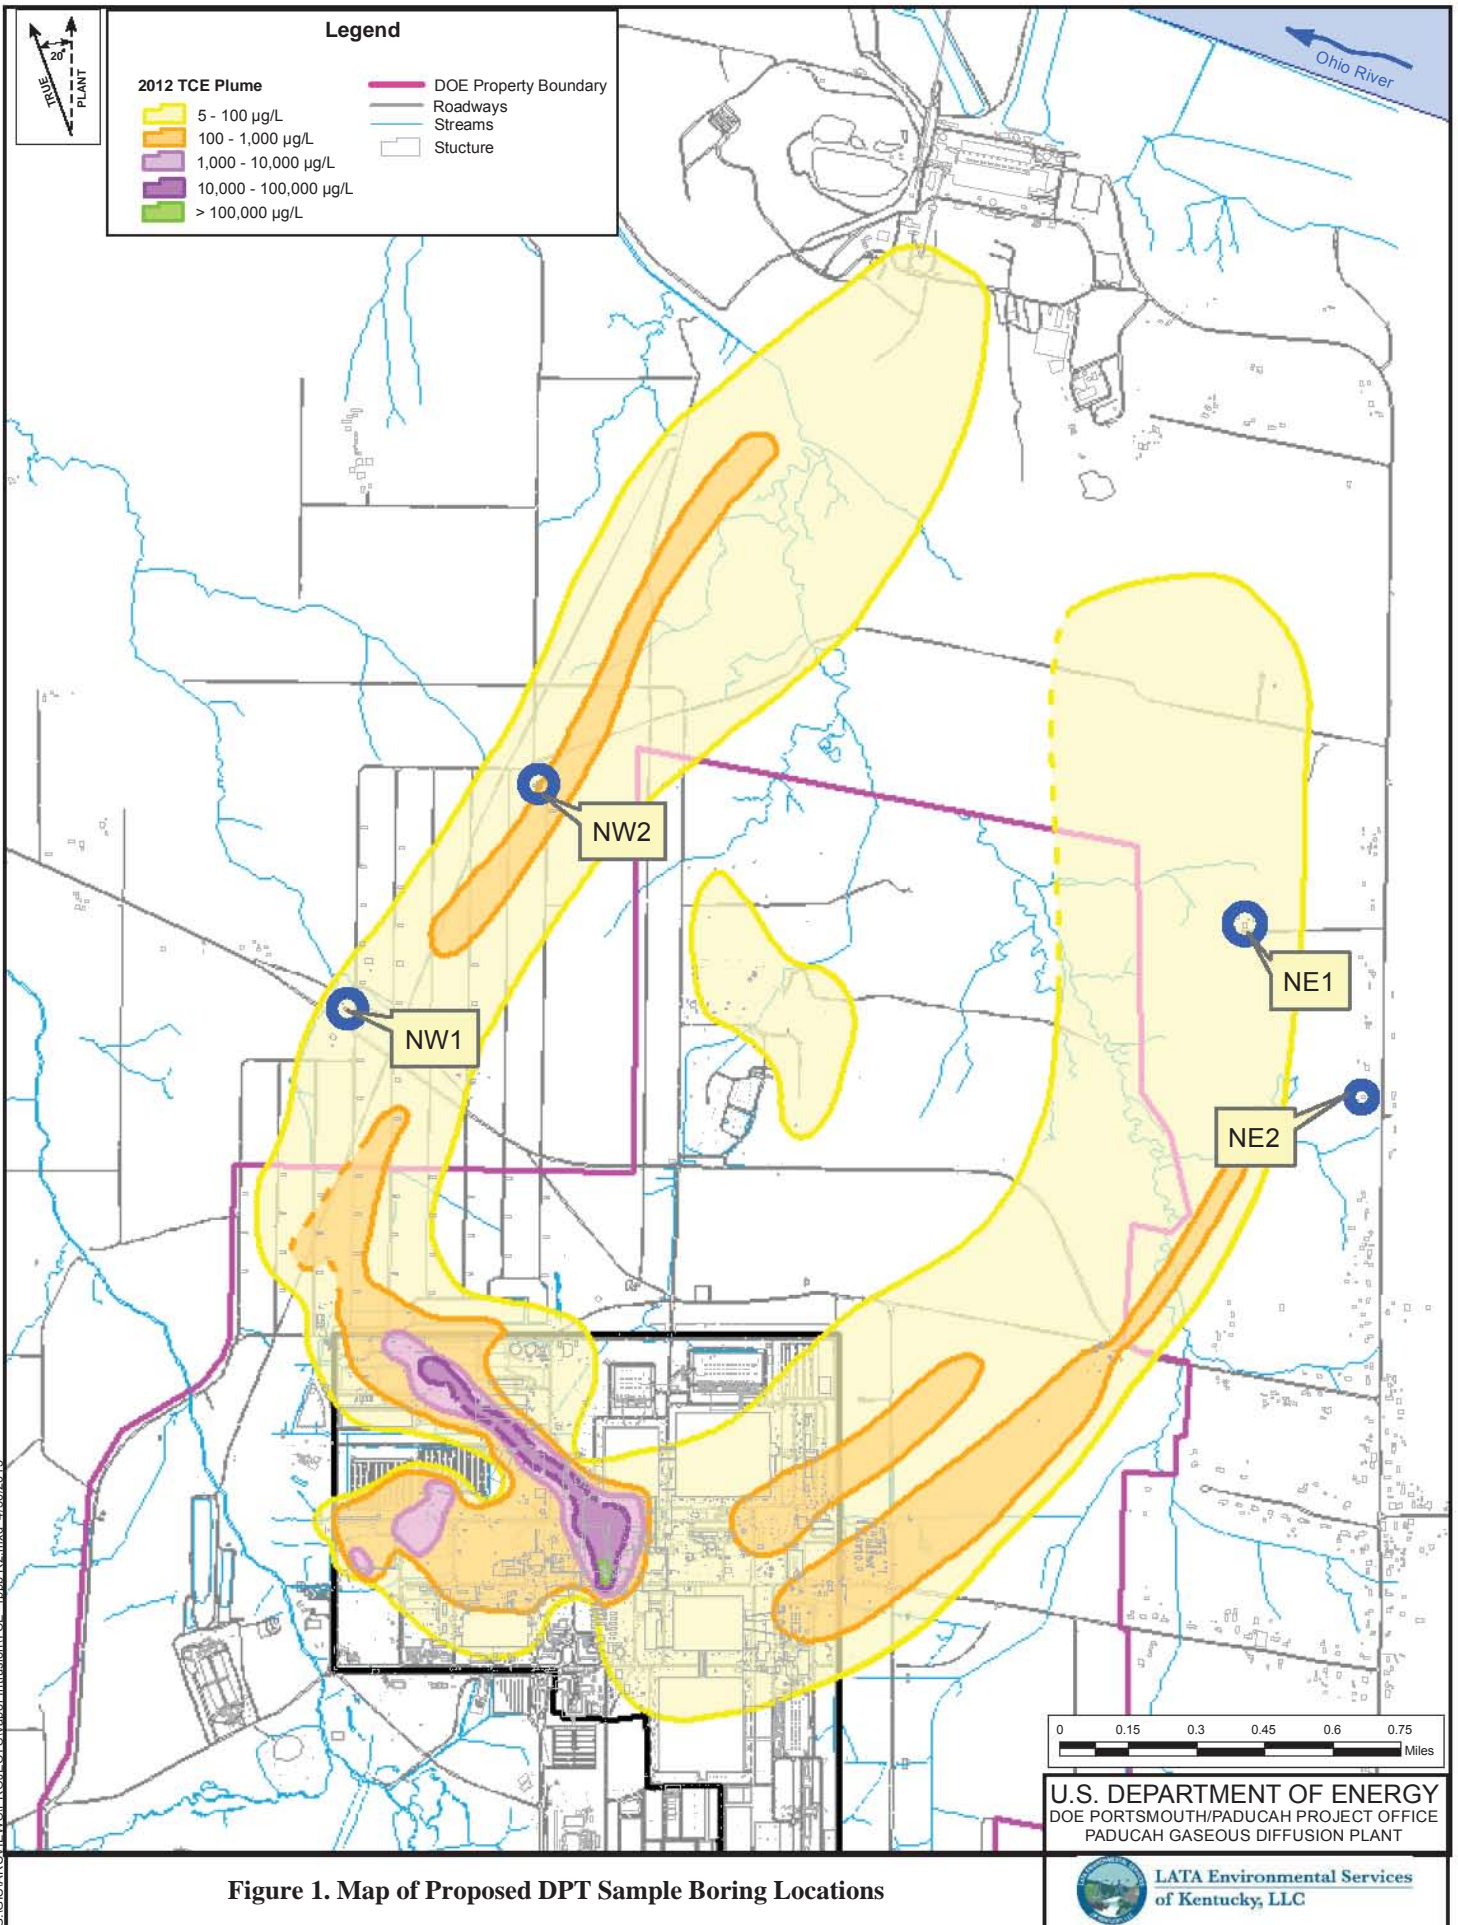 20°
TRUE
PLANT
Legend
2012 TCE Plume
5 - 100 µg/L
100 - 1,000 µg/L
1,000 - 10,000 µg/L
10,000 - 100,000 µg/L
> 100,000 µg/L
DOE Property Boundary
Roadways
Streams
Stucture
Ohio River
NW2
NE1
NW1
NE2
0 0.15 0.3 0.45 0.6 0.75
Miles
U.S. DEPARTMENT OF ENERGY
DOE PORTSMOUTH/PADUCAH PROJECT OFFICE
PADUCAH GASEOUS DIFFUSION PLANT
Figure 1. Map of Proposed DPT Sample Boring Locations
LATA Environmental Services
of Kentucky, LLC